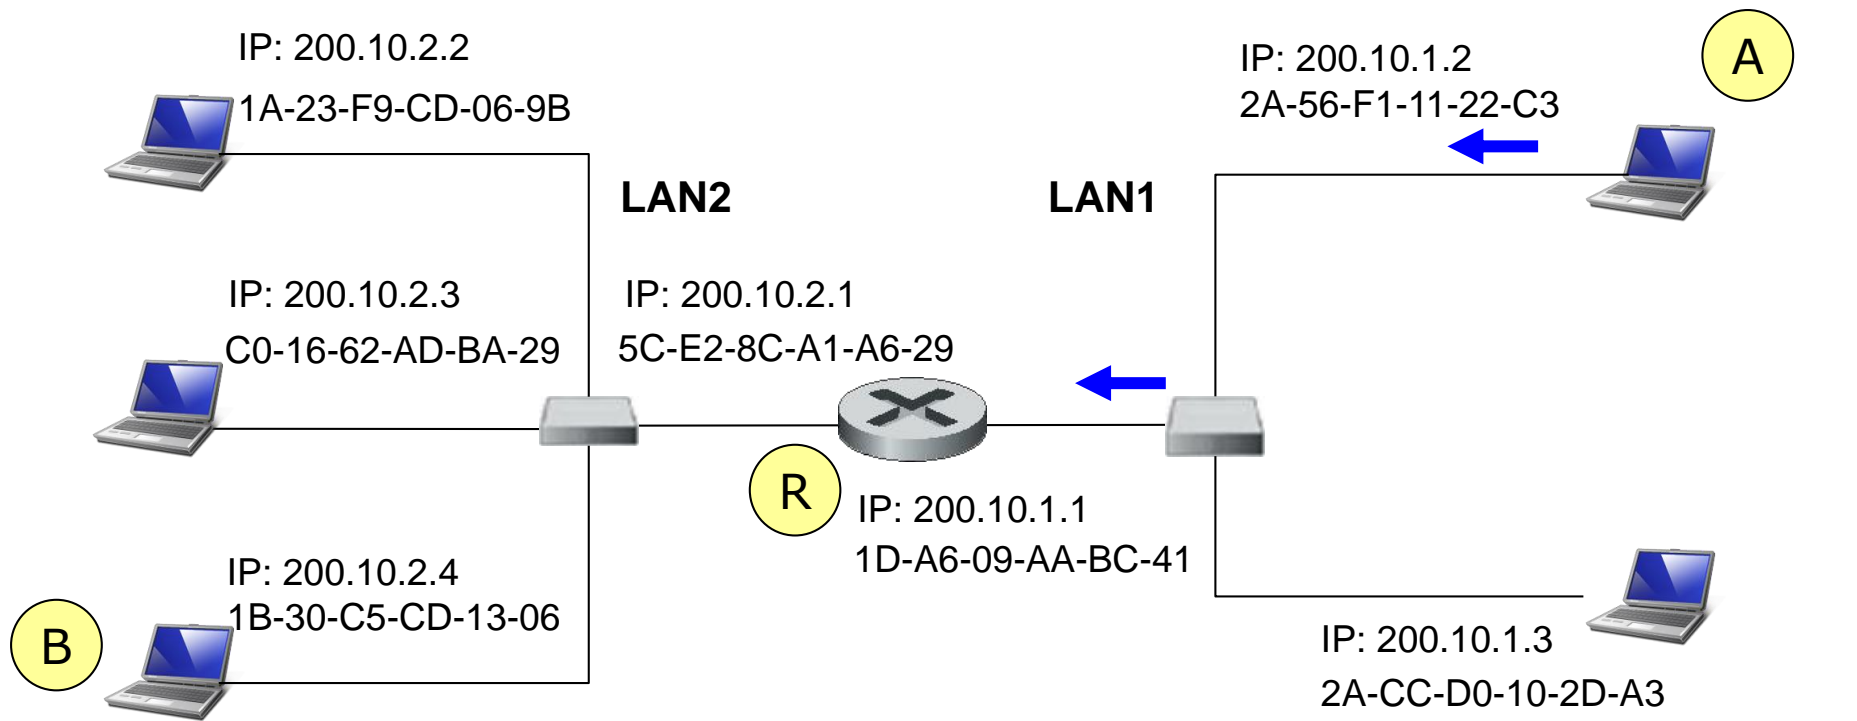 IP: 200.10.2.2
1A-23-F9-CD-06-9B
IP: 200.10.1.2
2A-56-F1-11-22-C3
A
LAN2
LAN1
IP: 200.10.2.3
C0-16-62-AD-BA-29
IP: 200.10.2.1
5C-E2-8C-A1-A6-29
R
IP: 200.10.1.1
1D-A6-09-AA-BC-41
IP: 200.10.2.4
1B-30-C5-CD-13-06
B
IP: 200.10.1.3
2A-CC-D0-10-2D-A3